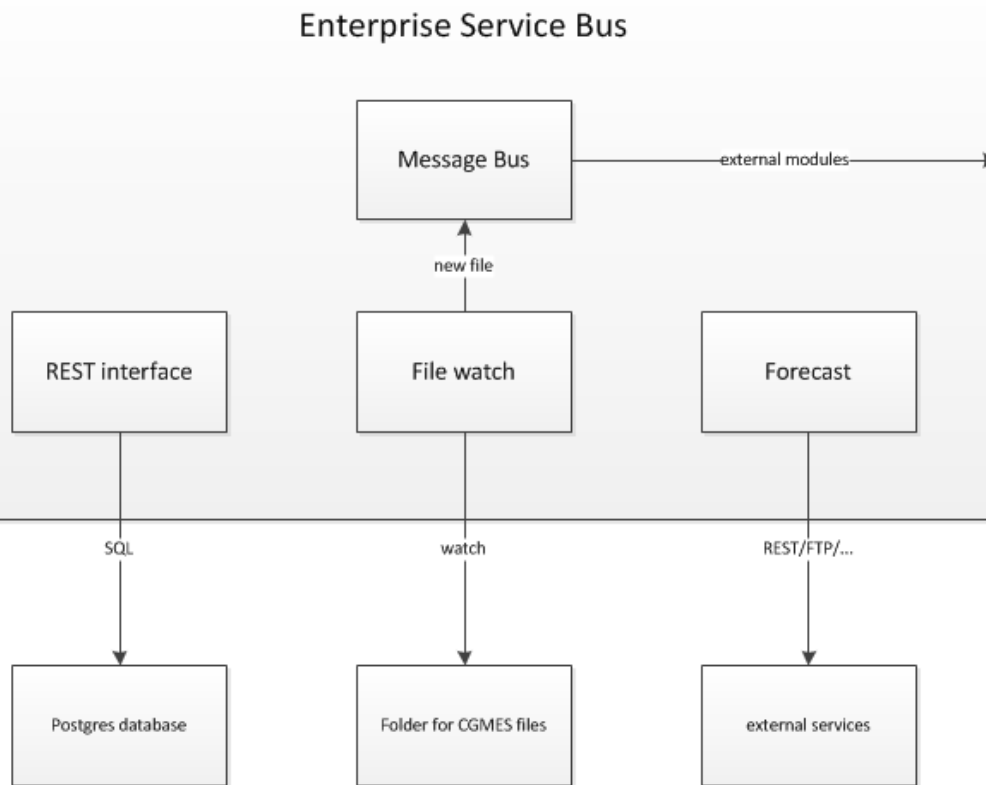 Enterprise Service Bus
Message Bus
external modules
new file
REST interface
File watch
Forecast
SQL
watch
REST/FTP/...
Postgres database
Folder for CGMES files
external services